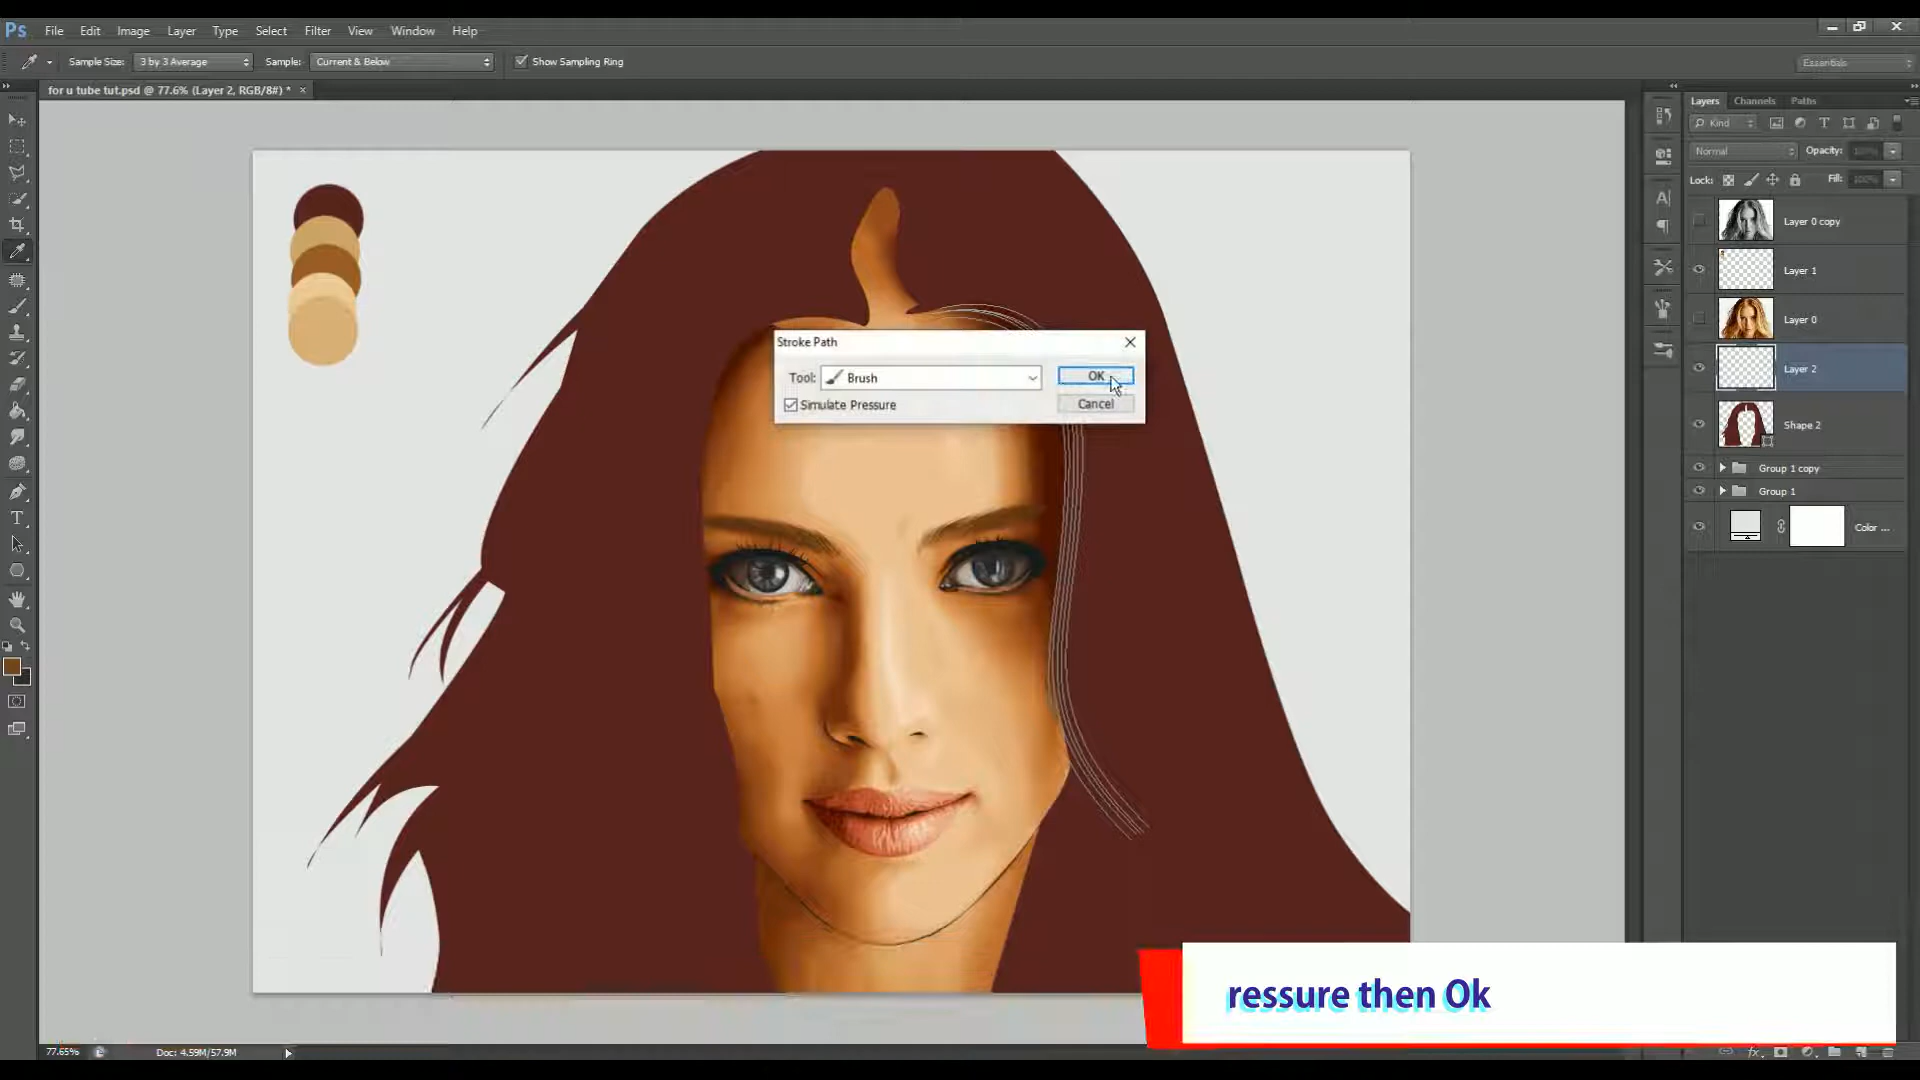 Ps File Edit Image Layer Type Select Filter View Window Help
Sample Size: 3 by 3 Average Sample: Current & Below Show Sampling Ring Essentials
for u tube tut.psd @ 77.6% (Layer 2, RGB/8#) * ×
Layers Channels Paths
Kind
Normal Opacity: 100%
Lock: Fill: 100%
Layer 0 copy
Layer 1
Layer 0
Layer 2
Shape 2
Group 1 copy
Group 1
Color ...
Stroke Path
Tool: Brush OK
Simulate Pressure Cancel
ressure then Ok
77.65% Doc: 4.59M/57.9M